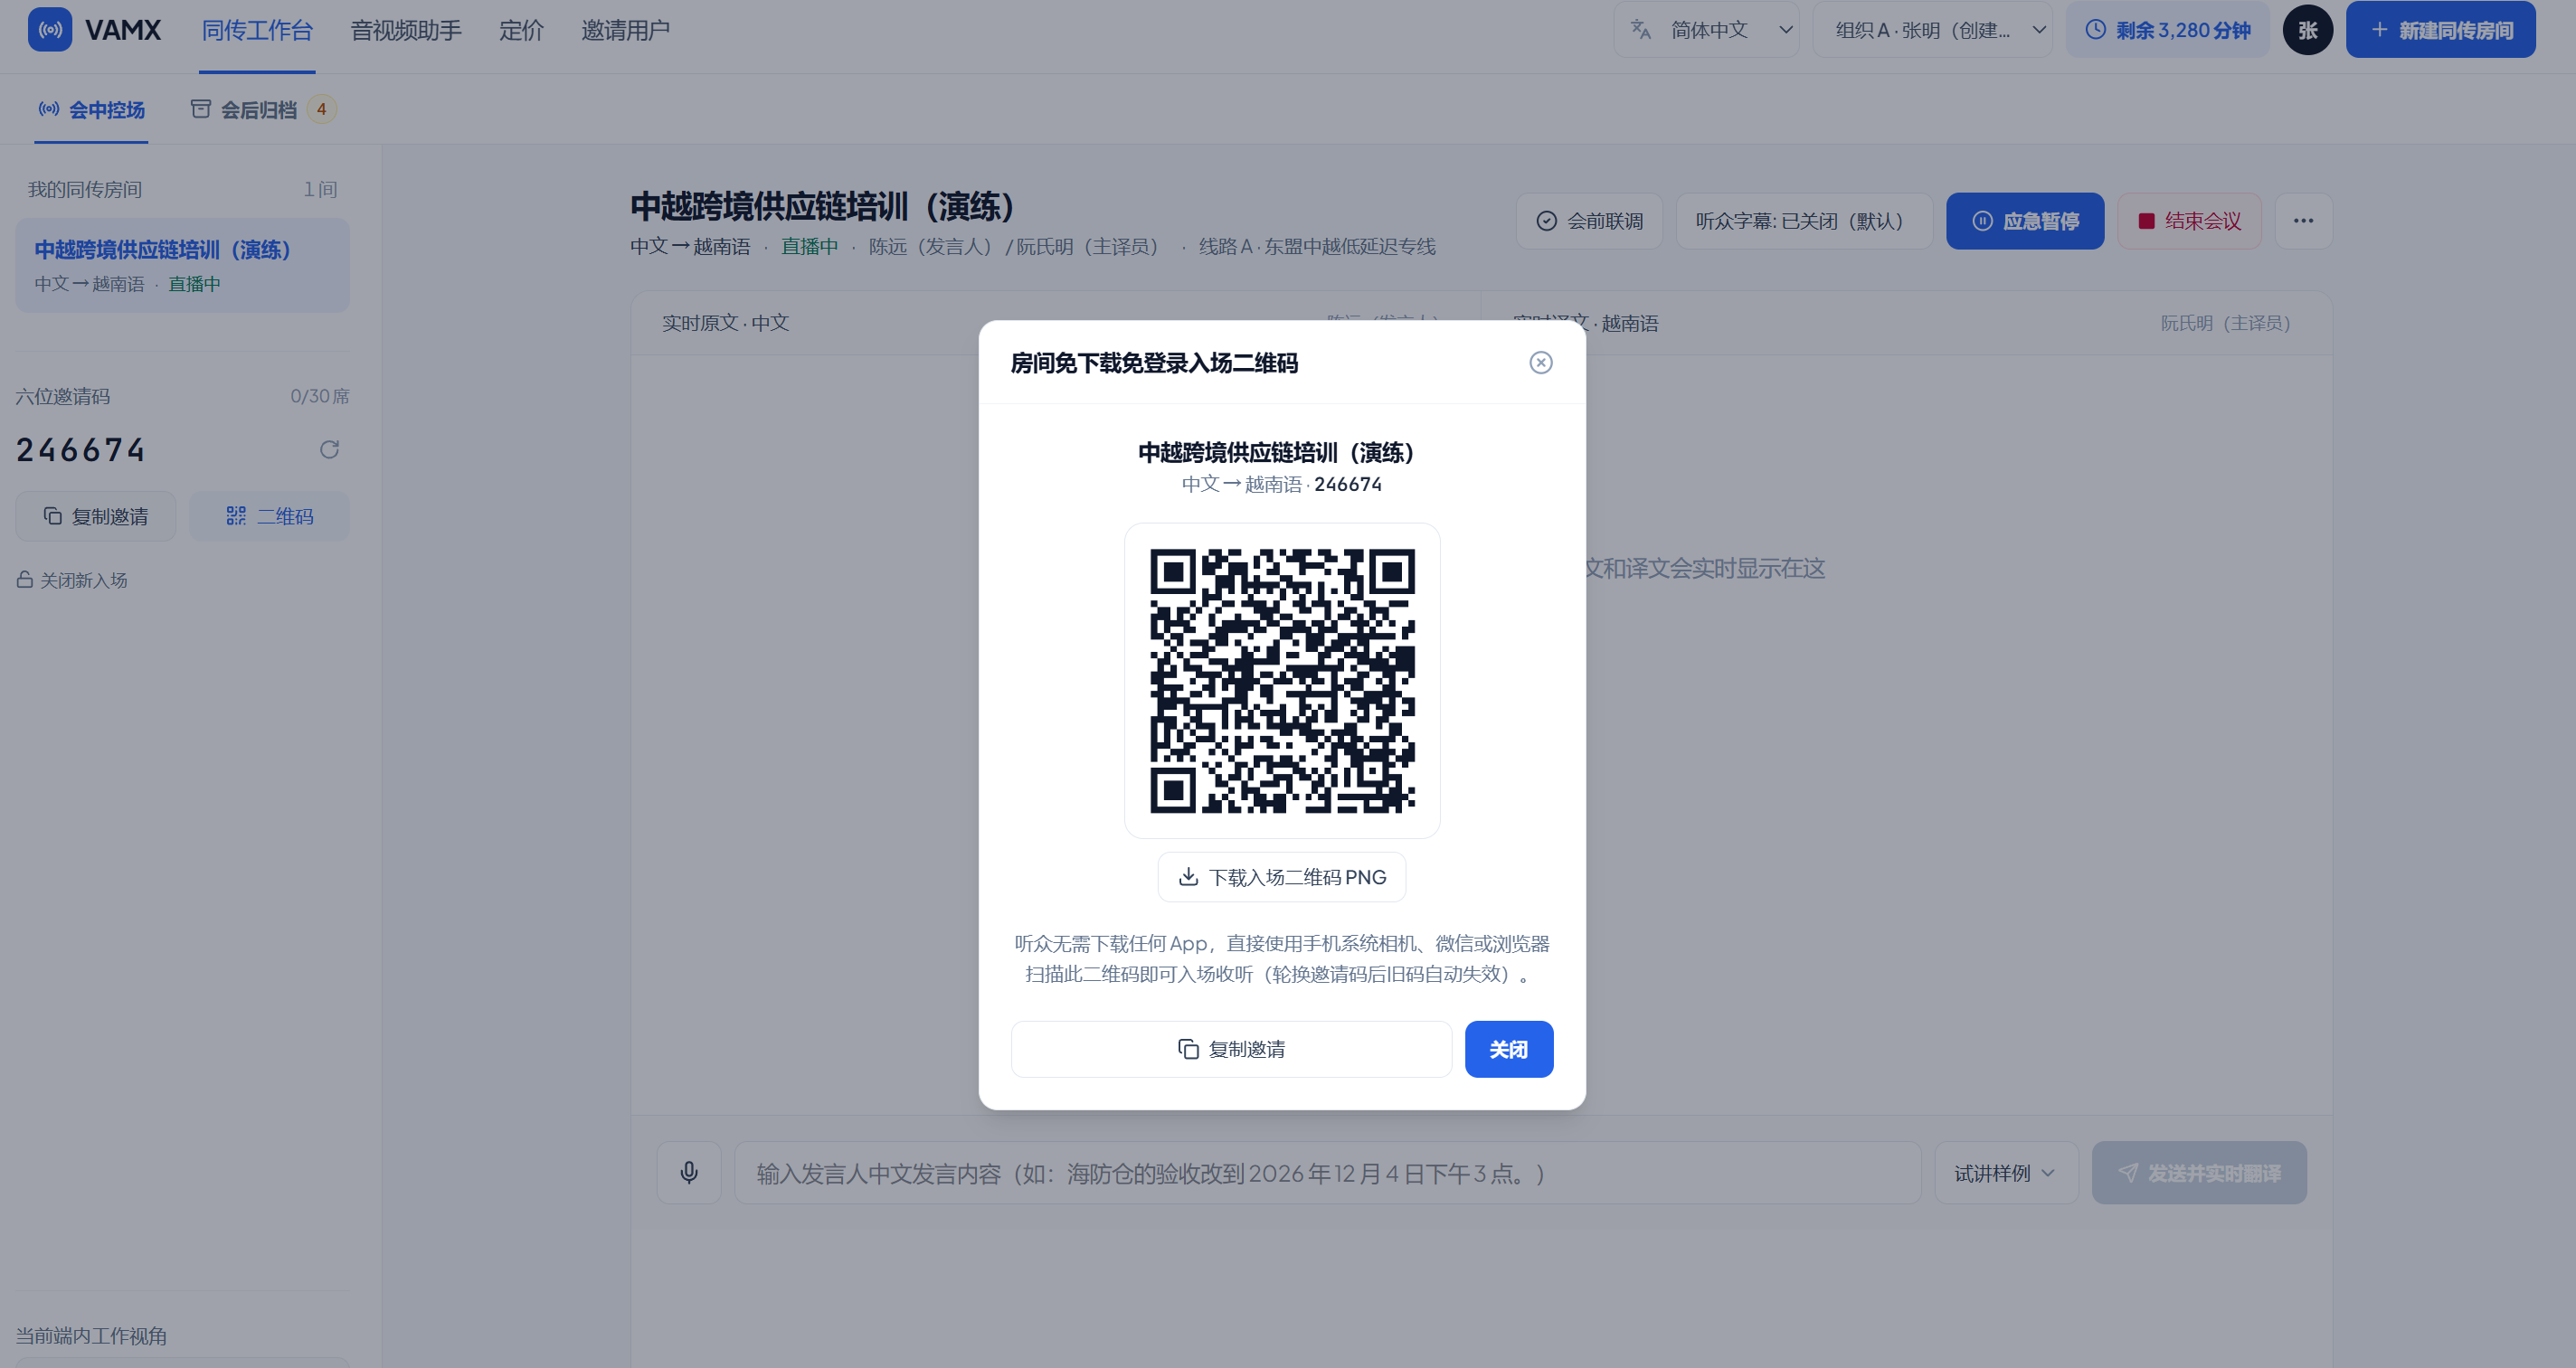 VAMX
同传工作台
音视频助手
定价
邀请用户
简体中文
组织 A · 张明（创建...
剩余 3,280 分钟
张
新建同传房间
会中控场
会后归档 4
我的同传房间 1 间
中越跨境供应链培训（演练）
中文 → 越南语 · 直播中
六位邀请码 0/30 席
246674
复制邀请
二维码
关闭新入场
当前端内工作视角
中越跨境供应链培训（演练）
中文 → 越南语 · 直播中 · 陈远（发言人）/ 阮氏明（主译员） · 线路 A · 东盟中越低延迟专线
会前联调
听众字幕: 已关闭（默认）
应急暂停
结束会议
实时原文 · 中文
陈远（发言人）
实时译文 · 越南语
阮氏明（主译员）
文和译文会实时显示在这
房间免下载免登录入场二维码
中越跨境供应链培训（演练）
中文 → 越南语 · 246674
下载入场二维码 PNG
听众无需下载任何 App，直接使用手机系统相机、微信或浏览器
扫描此二维码即可入场收听（轮换邀请码后旧码自动失效）。
复制邀请
关闭
输入发言人中文发言内容（如：海防仓的验收改到 2026 年 12 月 4 日下午 3 点。）
试讲样例
发送并实时翻译